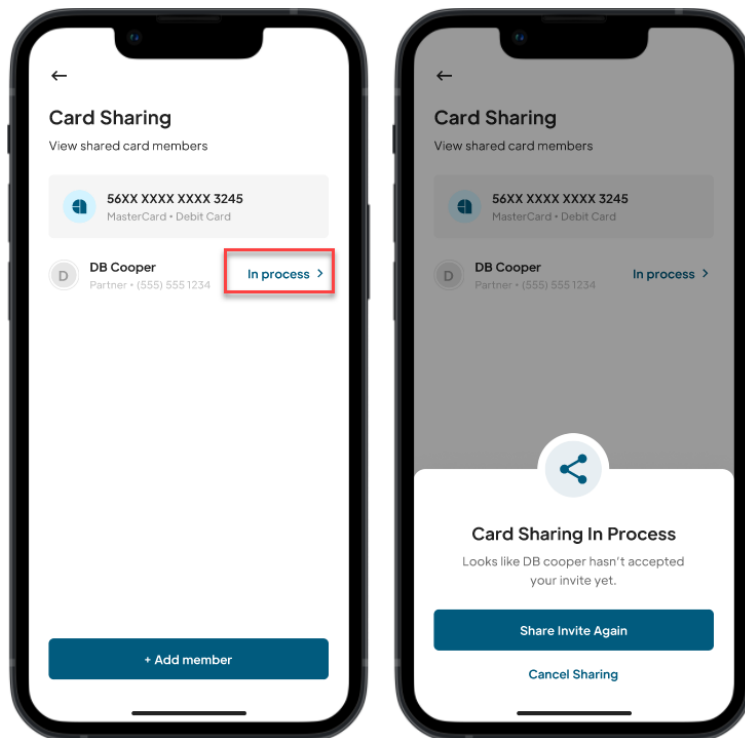 Card Sharing
View shared card members
56XX XXXX XXXX 3245
MasterCard • Debit Card
D
DB Cooper
Partner • (555) 555 1234
In process >
+ Add member
Card Sharing
View shared card members
56XX XXXX XXXX 3245
MasterCard • Debit Card
D
DB Cooper
Partner • (555) 555 1234
In process >
Card Sharing In Process
Looks like DB cooper hasn't accepted
your invite yet.
Share Invite Again
Cancel Sharing